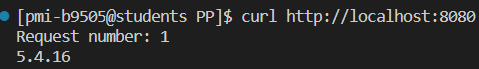 [pmi-b9505@students PP]$ curl http://localhost:8080
Request number: 1
5.4.16